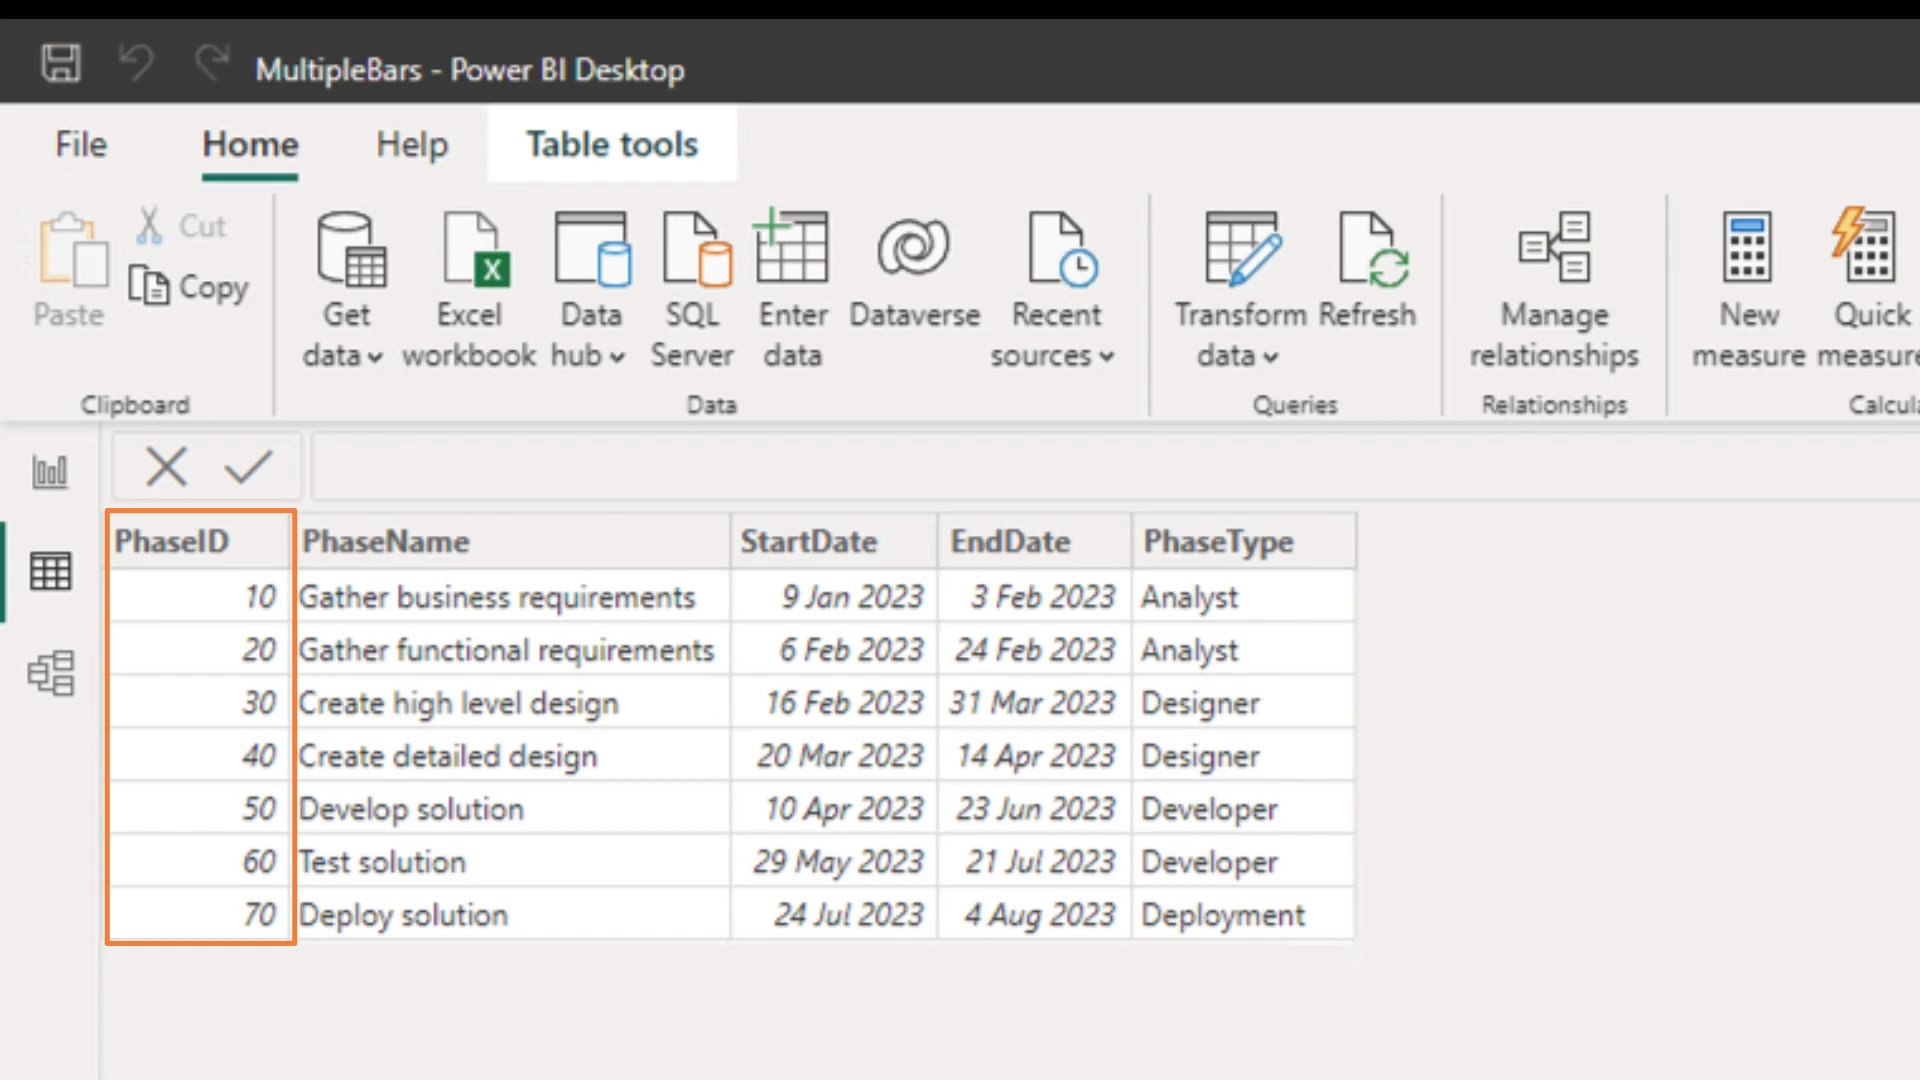 MultipleBars - Power BI Desktop
File Home Help Table tools
Paste
Cut
Copy
Clipboard
Get data
Excel workbook
Data hub
SQL Server
Enter data
Dataverse
Recent sources
Data
Transform data
Refresh
Queries
Manage relationships
Relationships
New measure
Quick
PhaseID PhaseName StartDate EndDate PhaseType
10 Gather business requirements 9 Jan 2023 3 Feb 2023 Analyst
20 Gather functional requirements 6 Feb 2023 24 Feb 2023 Analyst
30 Create high level design 16 Feb 2023 31 Mar 2023 Designer
40 Create detailed design 20 Mar 2023 14 Apr 2023 Designer
50 Develop solution 10 Apr 2023 23 Jun 2023 Developer
60 Test solution 29 May 2023 21 Jul 2023 Developer
70 Deploy solution 24 Jul 2023 4 Aug 2023 Deployment